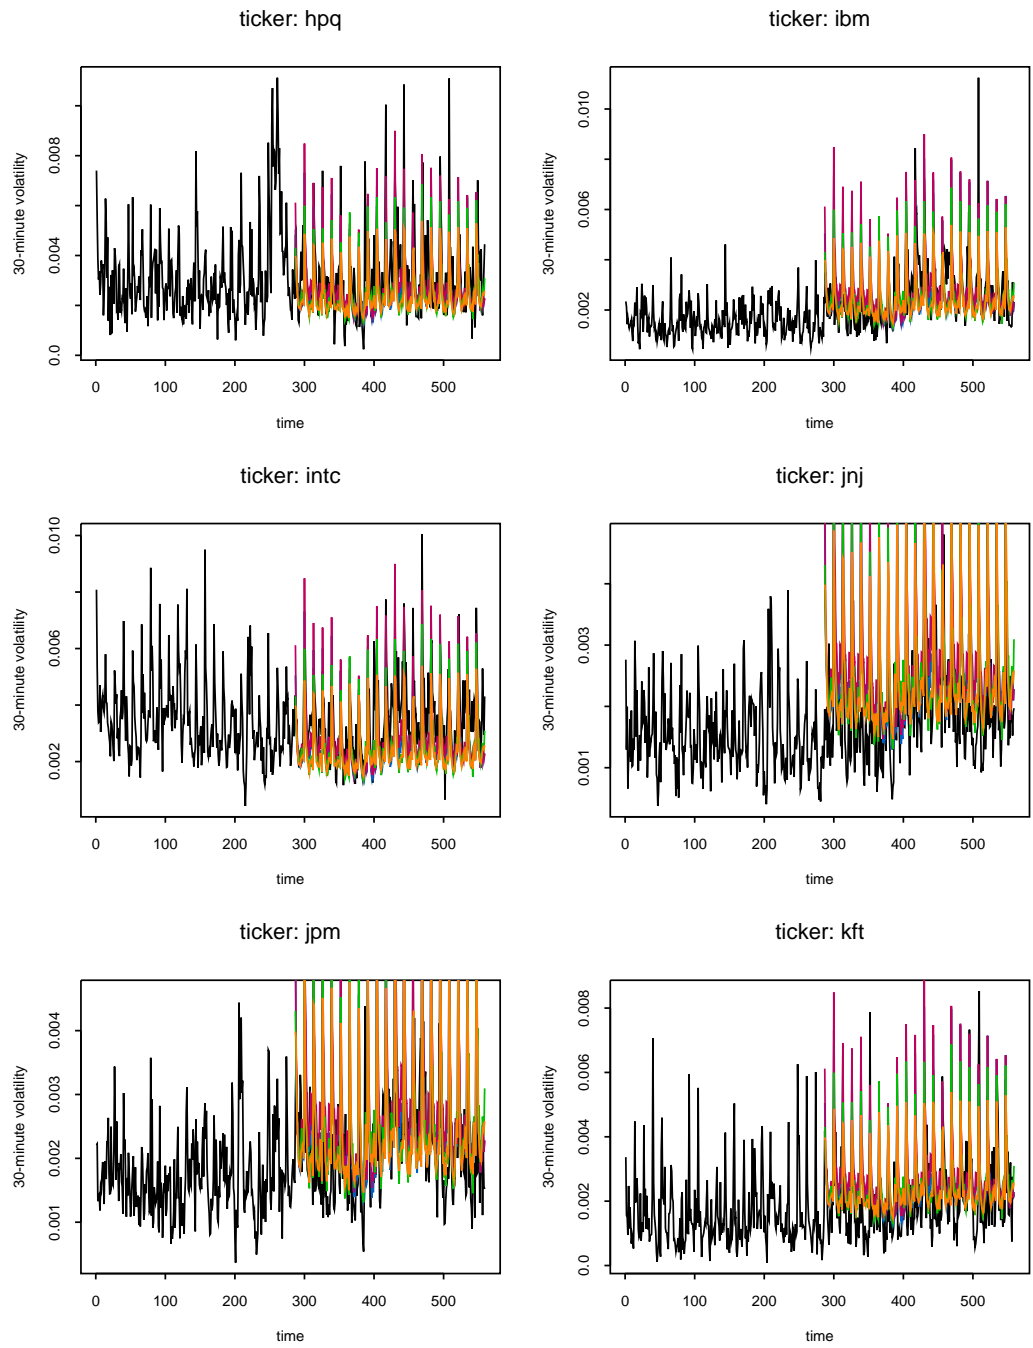 ticker: hpq
30-minute volatility
0.0 0.004 0.008
0 100 200 300 400 500
time
ticker: ibm
30-minute volatility
0.002 0.006 0.010
0 100 200 300 400 500
time
ticker: intc
30-minute volatility
0.002 0.006 0.010
0 100 200 300 400 500
time
ticker: jnj
30-minute volatility
0.001 0.003
0 100 200 300 400 500
time
ticker: jpm
30-minute volatility
0.001 0.002 0.003 0.004
0 100 200 300 400 500
time
ticker: kft
30-minute volatility
0.0 0.002 0.004 0.006 0.008
0 100 200 300 400 500
time